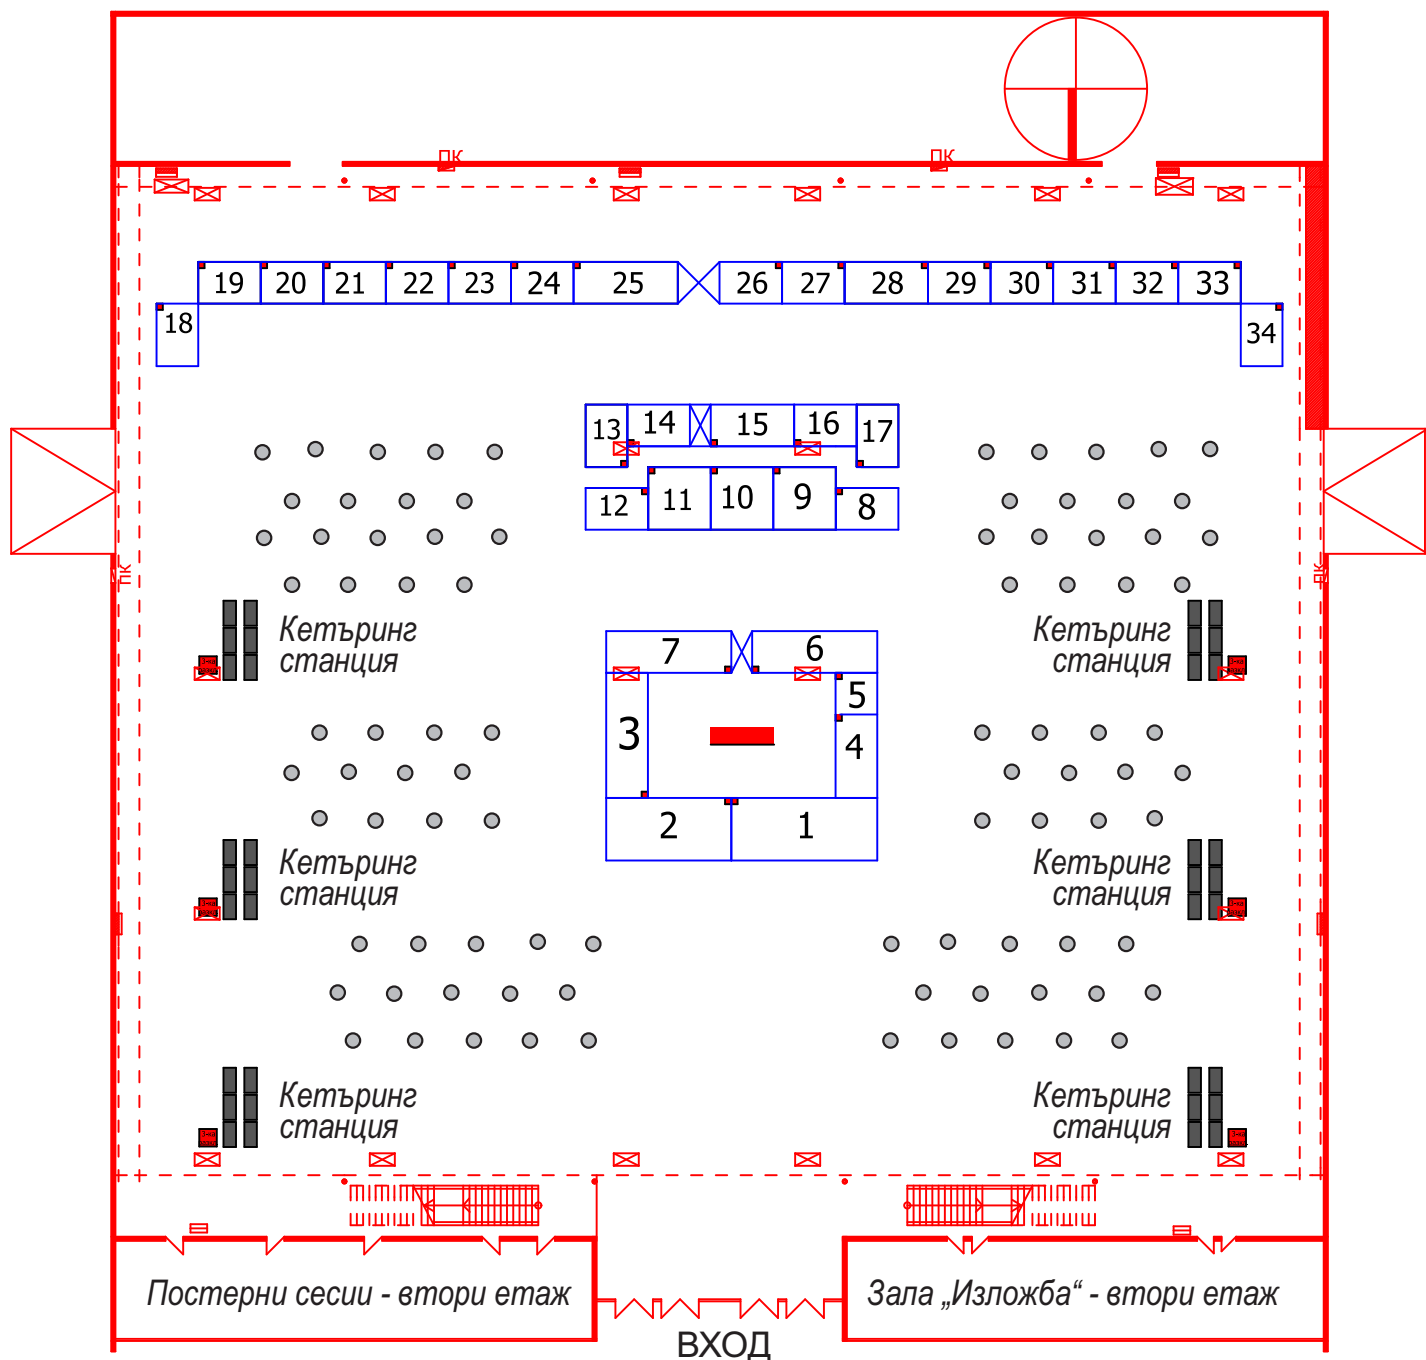 ПК
ПК
19 20 21 22 23 24 25 26 27 28 29 30 31 32 33
18
34
13 14 15 16 17
12 11 10 9 8
ПК
ПК
Кетъринг
станция
Кетъринг
станция
7 6
5
3
4
2 1
Кетъринг
станция
Кетъринг
станция
Кетъринг
станция
Кетъринг
станция
Постерни сесии - втори етаж
Зала „Изложба“ - втори етаж
ВХОД